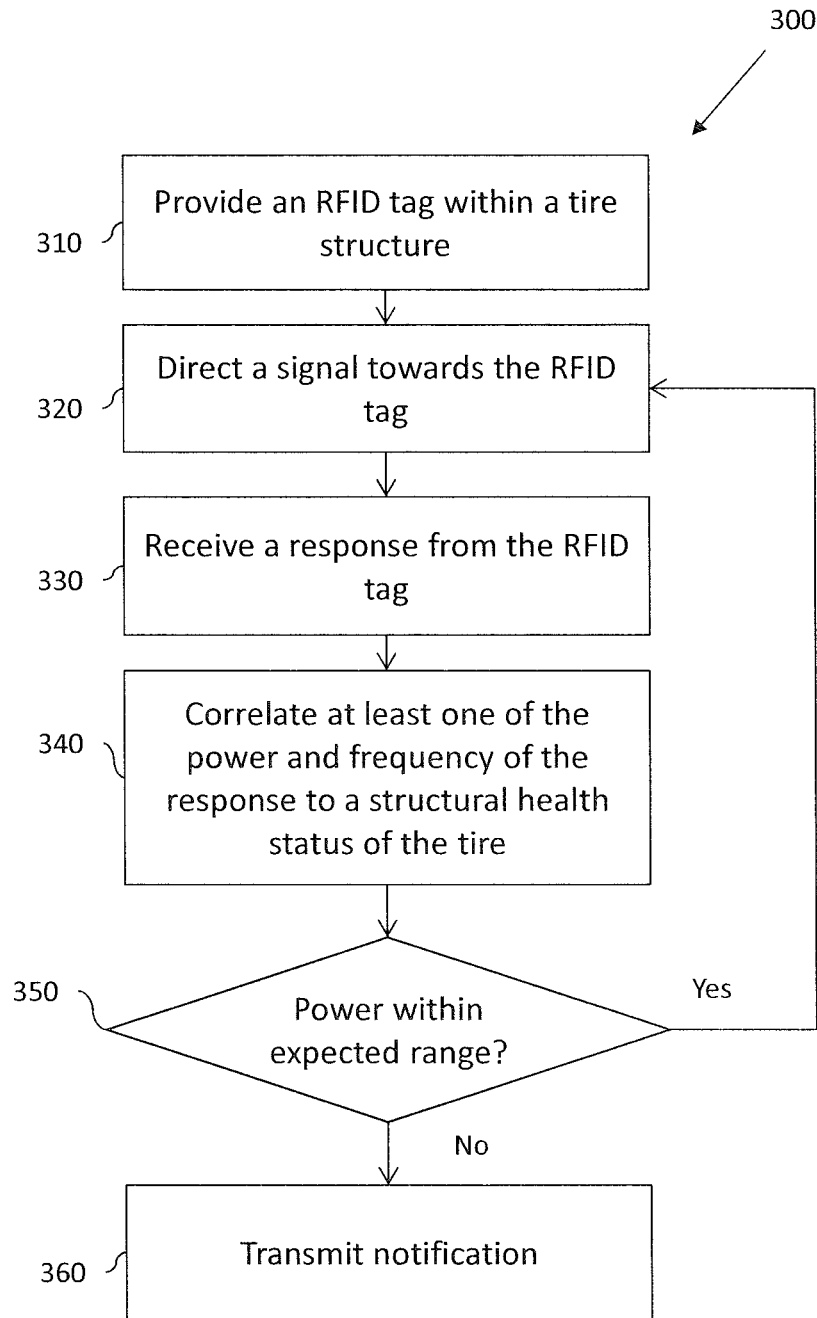 300
Provide an RFID tag within a tire
structure
310
Direct a signal towards the RFID
tag
320
Receive a response from the RFID
tag
330
Correlate at least one of the
power and frequency of the
response to a structural health
status of the tire
340
350
Power within
expected range?
Yes
No
Transmit notification
360